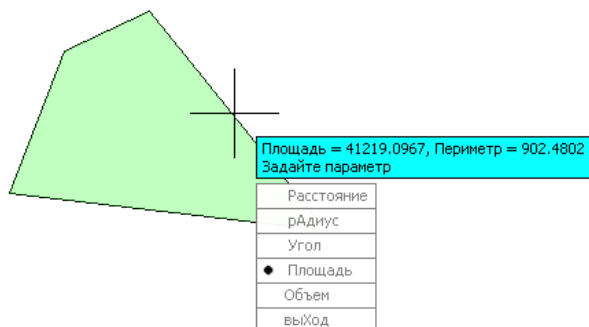 Площадь = 41219.0967, Периметр = 902.4802
Задайте параметр
Расстояние
рАдиус
Угол
Площадь
Объем
выХод